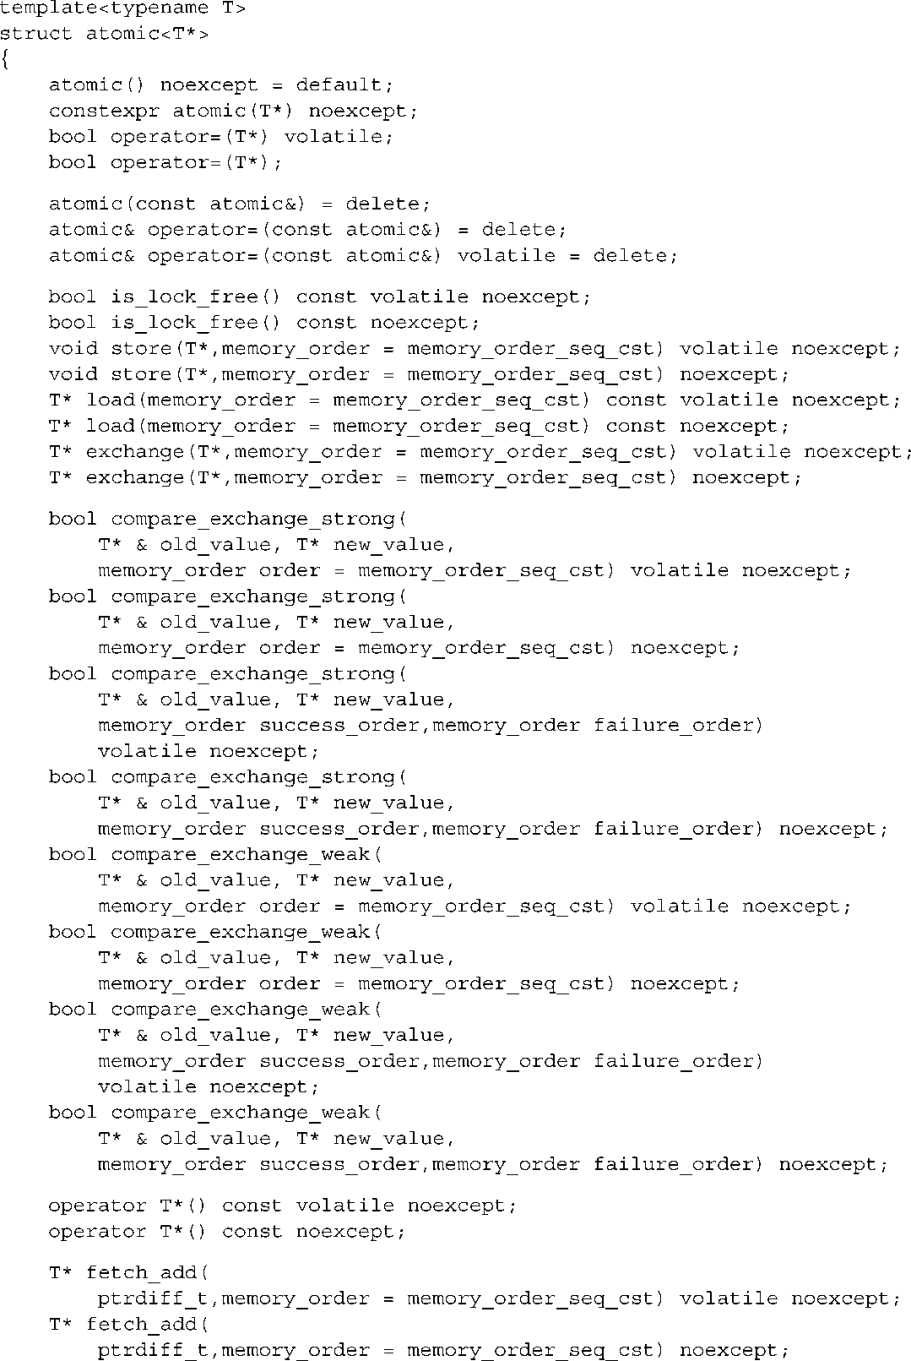 template<typename T>
struct atomic<T*>
{
    atomic() noexcept = default;
    constexpr atomic(T*) noexcept;
    bool operator=(T*) volatile;
    bool operator=(T*);

    atomic(const atomic&) = delete;
    atomic& operator=(const atomic&) = delete;
    atomic& operator=(const atomic&) volatile = delete;

    bool is_lock_free() const volatile noexcept;
    bool is_lock_free() const noexcept;
    void store(T*,memory_order = memory_order_seq_cst) volatile noexcept;
    void store(T*,memory_order = memory_order_seq_cst) noexcept;
    T* load(memory_order = memory_order_seq_cst) const volatile noexcept;
    T* load(memory_order = memory_order_seq_cst) const noexcept;
    T* exchange(T*,memory_order = memory_order_seq_cst) volatile noexcept;
    T* exchange(T*,memory_order = memory_order_seq_cst) noexcept;

    bool compare_exchange_strong(
        T* & old_value, T* new_value,
        memory_order order = memory_order_seq_cst) volatile noexcept;
    bool compare_exchange_strong(
        T* & old_value, T* new_value,
        memory_order order = memory_order_seq_cst) noexcept;
    bool compare_exchange_strong(
        T* & old_value, T* new_value,
        memory_order success_order,memory_order failure_order)
        volatile noexcept;
    bool compare_exchange_strong(
        T* & old_value, T* new_value,
        memory_order success_order,memory_order failure_order) noexcept;
    bool compare_exchange_weak(
        T* & old_value, T* new_value,
        memory_order order = memory_order_seq_cst) volatile noexcept;
    bool compare_exchange_weak(
        T* & old_value, T* new_value,
        memory_order order = memory_order_seq_cst) noexcept;
    bool compare_exchange_weak(
        T* & old_value, T* new_value,
        memory_order success_order,memory_order failure_order)
        volatile noexcept;
    bool compare_exchange_weak(
        T* & old_value, T* new_value,
        memory_order success_order,memory_order failure_order) noexcept;

    operator T*() const volatile noexcept;
    operator T*() const noexcept;

    T* fetch_add(
        ptrdiff_t,memory_order = memory_order_seq_cst) volatile noexcept;
    T* fetch_add(
        ptrdiff_t,memory_order = memory_order_seq_cst) noexcept;